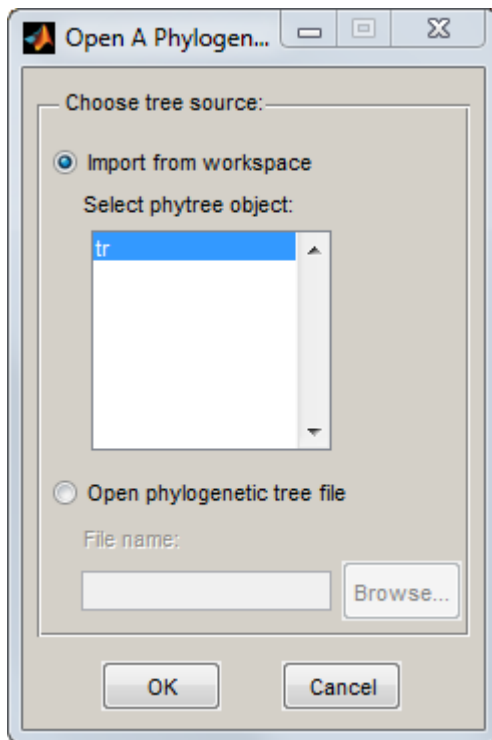 Open A Phylogen...
Choose tree source:
Import from workspace
Select phytree object:
tr
Open phylogenetic tree file
File name:
Browse...
OK
Cancel